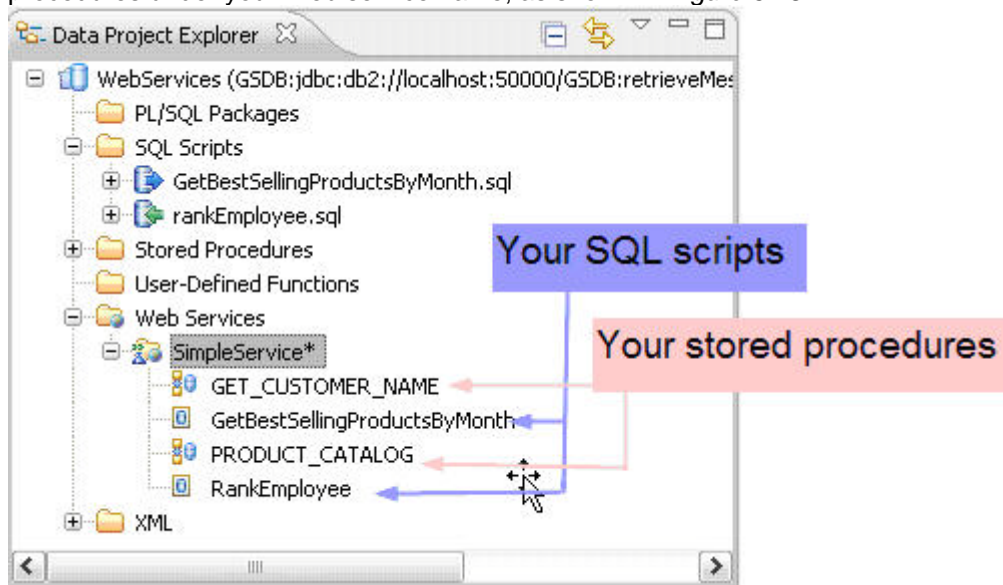 Data Project Explorer
WebServices (GSDB:jdbc:db2://localhost:50000/GSDB:retrieveMes
PL/SQL Packages
SQL Scripts
GetBestSellingProductsByMonth.sql
rankEmployee.sql
Stored Procedures
Your SQL scripts
User-Defined Functions
Web Services
SimpleService*
Your stored procedures
GET_CUSTOMER_NAME
GetBestSellingProductsByMonth
PRODUCT_CATALOG
RankEmployee
XML